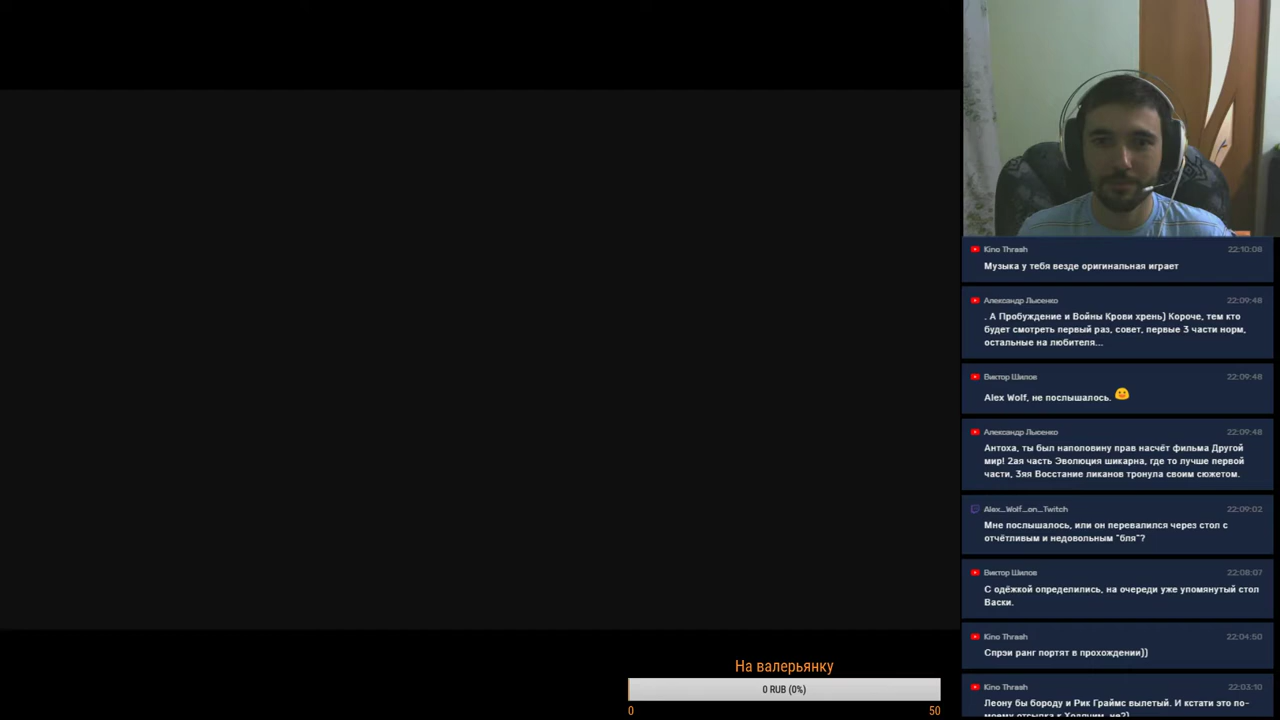 Kino Thrash 22:10:08
Музыка у тебя везде оригинальная играет
Александр Лысенко 22:09:48
. А Пробуждение и Войны Крови хрень) Короче, тем кто
будет смотреть первый раз, совет, первые 3 части норм,
остальные на любителя...
Виктор Шилов 22:09:48
Alex Wolf, не послышалось.
Александр Лысенко 22:09:48
Антоха, ты был наполовину прав насчёт фильма Другой
мир! 2ая часть Эволюция шикарна, где то лучше первой
части, 3яя Восстание ликанов тронула своим сюжетом.
Alex_Wolf_on_Twitch 22:09:02
Мне послышалось, или он перевалился через стол с
отчётливым и недовольным "бля"?
Виктор Шилов 22:08:07
С одёжкой определились, на очереди уже упомянутый стол
Васки.
Kino Thrash 22:04:50
Спрэи ранг портят в прохождении))
Kino Thrash 22:03:10
Леону бы бороду и Рик Граймс вылетый. И кстати это по-
моему отсылка к Ходячим, не?)
На валерьянку
0 RUB (0%)
0 50